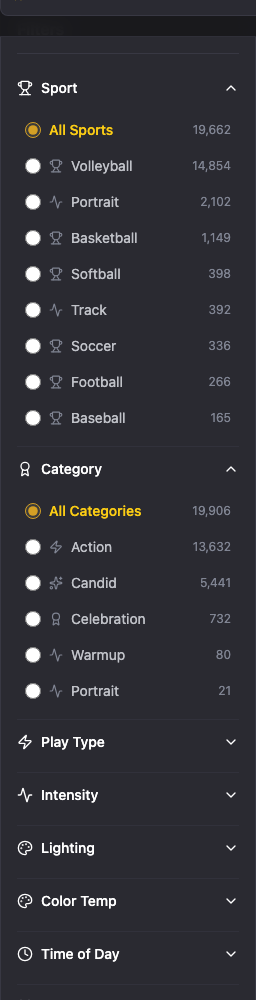 Sport
All Sports 19,662
Volleyball 14,854
Portrait 2,102
Basketball 1,149
Softball 398
Track 392
Soccer 336
Football 266
Baseball 165
Category
All Categories 19,906
Action 13,632
Candid 5,441
Celebration 732
Warmup 80
Portrait 21
Play Type
Intensity
Lighting
Color Temp
Time of Day